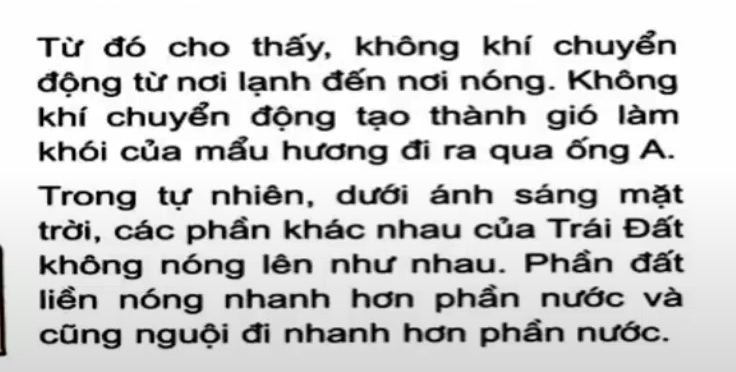 Từ đó cho thấy, không khí chuyển
động từ nơi lạnh đến nơi nóng. Không
khí chuyển động tạo thành gió làm
khói của mẩu hương đi ra qua ống A.
Trong tự nhiên, dưới ánh sáng mặt
trời, các phần khác nhau của Trái Đất
không nóng lên như nhau. Phần đất
liền nóng nhanh hơn phần nước và
cũng nguội đi nhanh hơn phần nước.